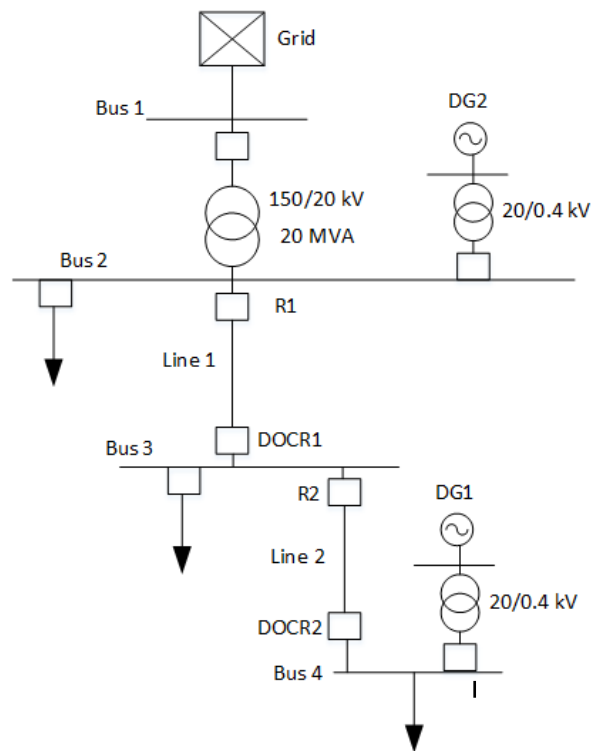 Grid
Bus 1
DG2
150/20 kV
20 MVA
20/0.4 kV
Bus 2
R1
Line 1
DOCR1
Bus 3
R2
DG1
Line 2
20/0.4 kV
DOCR2
Bus 4
I